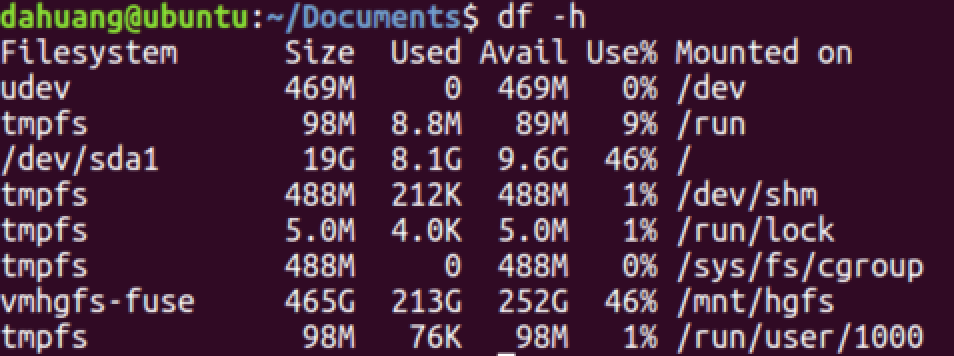 dahuang@ubuntu:~/Documents$ df -h
Filesystem      Size  Used Avail Use% Mounted on
udev            469M     0  469M   0% /dev
tmpfs            98M  8.8M   89M   9% /run
/dev/sda1        19G  8.1G  9.6G  46% /
tmpfs           488M  212K  488M   1% /dev/shm
tmpfs           5.0M  4.0K  5.0M   1% /run/lock
tmpfs           488M     0  488M   0% /sys/fs/cgroup
vmhgfs-fuse     465G  213G  252G  46% /mnt/hgfs
tmpfs            98M   76K   98M   1% /run/user/1000